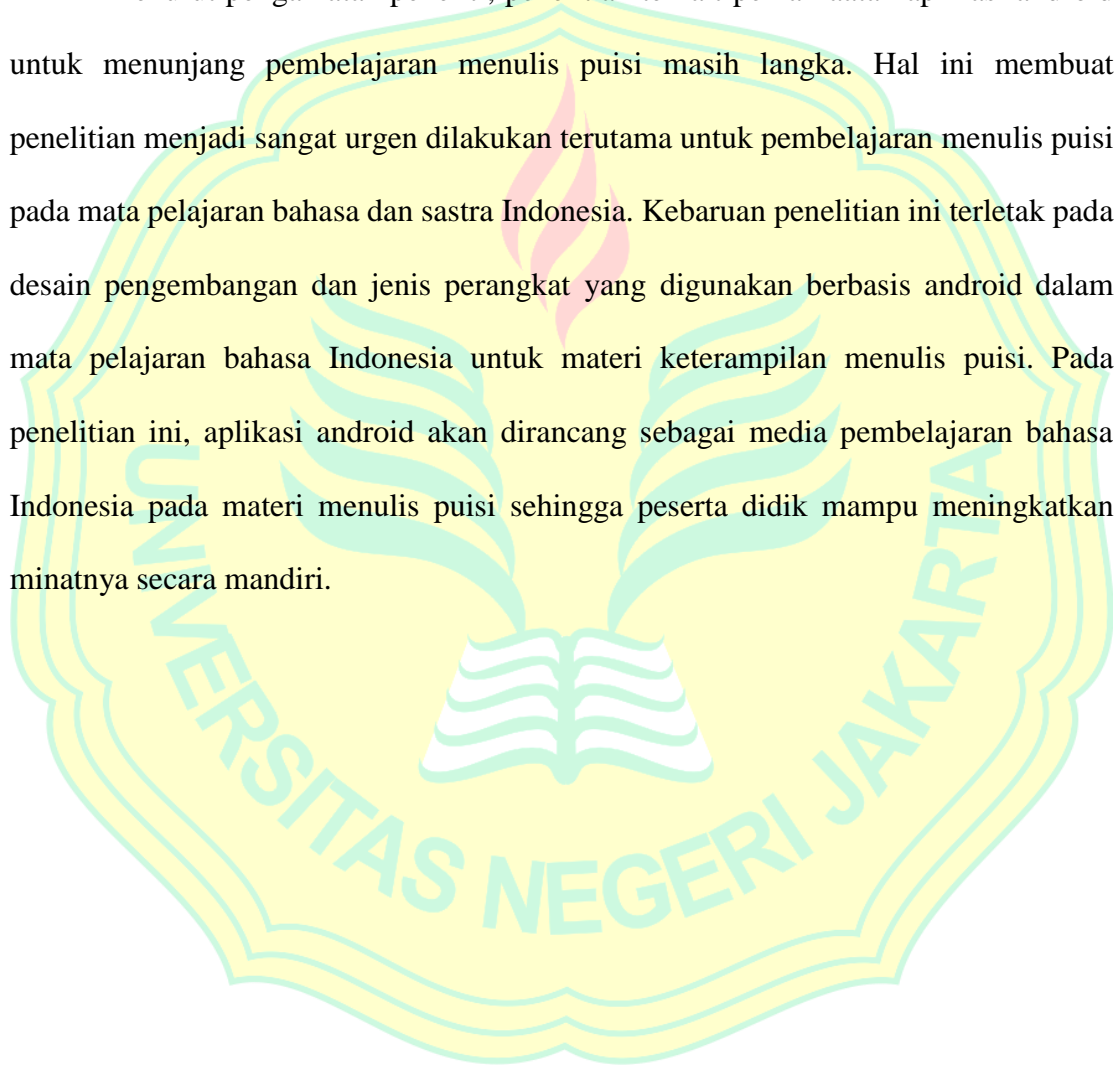 untuk menunjang pembelajaran menulis puisi masih langka. Hal ini membuat
penelitian menjadi sangat urgen dilakukan terutama untuk pembelajaran menulis puisi
pada mata pelajaran bahasa dan sastra Indonesia. Kebaruan penelitian ini terletak pada
desain pengembangan dan jenis perangkat yang digunakan berbasis android dalam
mata pelajaran bahasa Indonesia untuk materi keterampilan menulis puisi. Pada
penelitian ini, aplikasi android akan dirancang sebagai media pembelajaran bahasa
Indonesia pada materi menulis puisi sehingga peserta didik mampu meningkatkan
minatnya secara mandiri.
UNIVERSITAS NEGERI JAKARTA